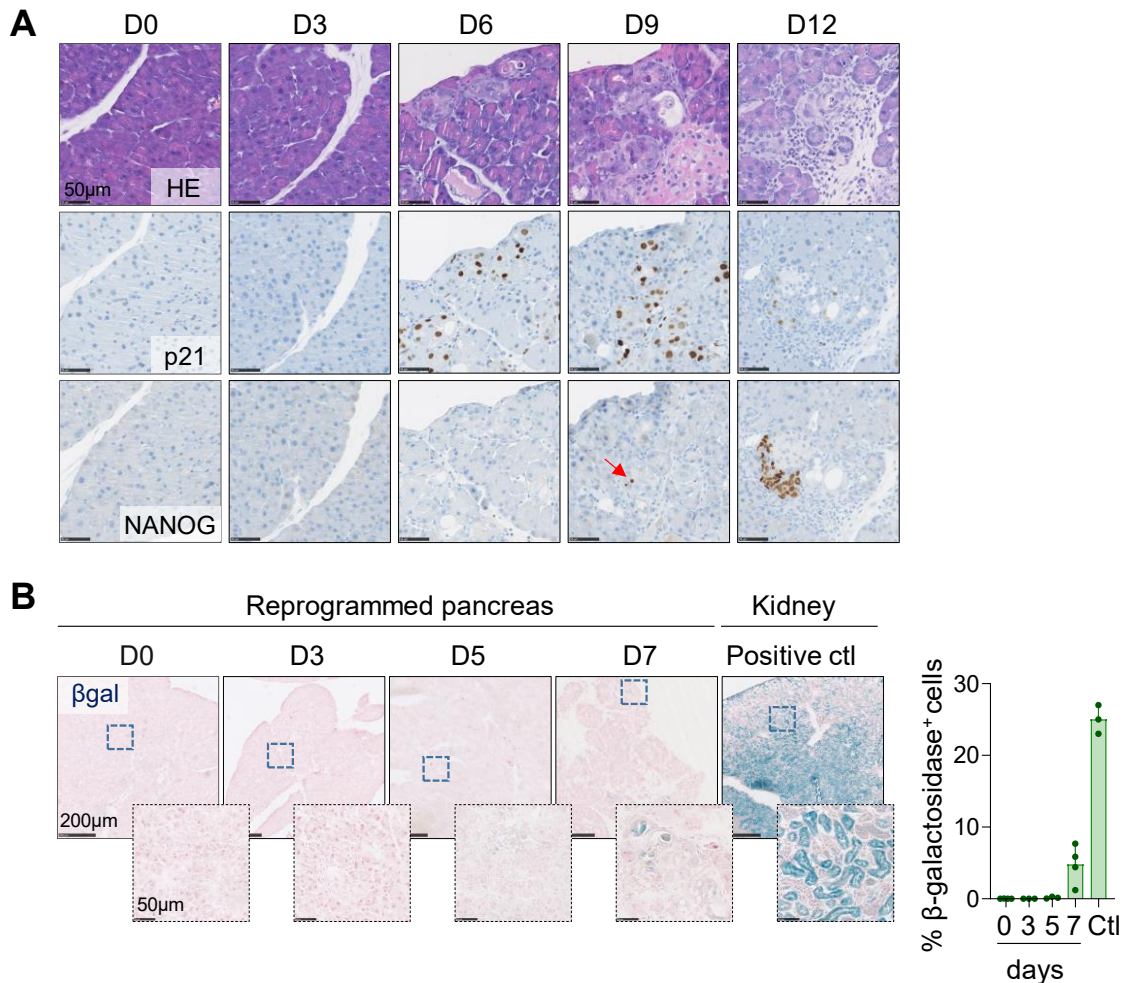 A
D0 D3 D6 D9 D12
50µm HE
p21
NANOG
B
Reprogrammed pancreas Kidney
D0 D3 D5 D7 Positive ctl
βgal
200µm
50µm
% β-galactosidase⁺ cells
30
20
10
0
0 3 5 7 Ctl
days